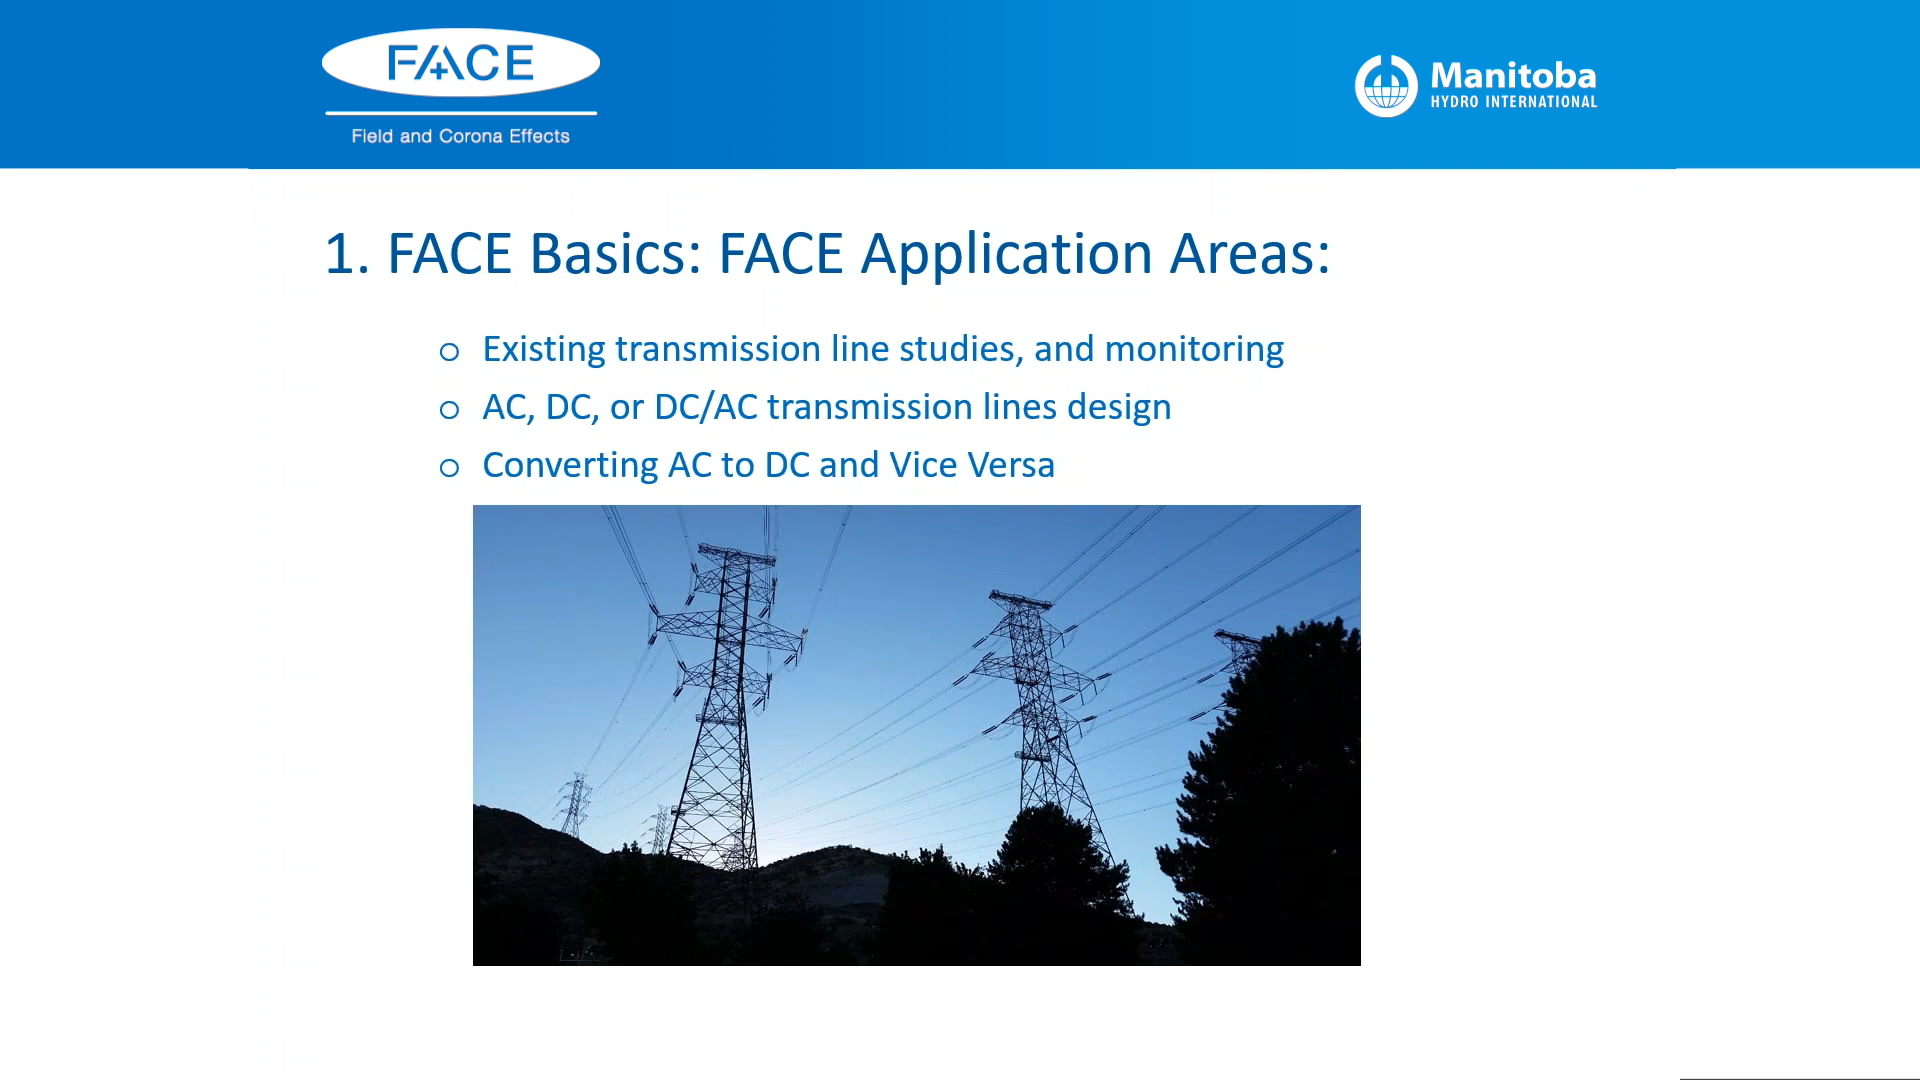 FACE
Field and Corona Effects
Manitoba
HYDRO INTERNATIONAL
1. FACE Basics: FACE Application Areas:
o Existing transmission line studies, and monitoring
o AC, DC, or DC/AC transmission lines design
o Converting AC to DC and Vice Versa